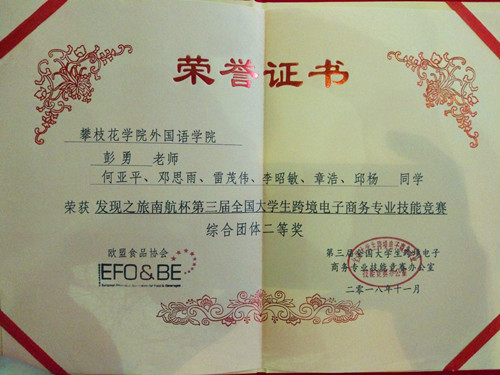 荣誉证书
攀枝花学院外国语学院
彭勇 老师
何亚平、邓思雨、雷茂伟、李昭敏、章浩、邱杨 同学
荣获 发现之旅南航杯第三届全国大学生跨境电子商务专业技能竞赛
综合团体二等奖
欧盟食品协会
EFO&BE
第三届全国大学生跨境电子
商务专业技能竞赛办公室
二零一八年十一月